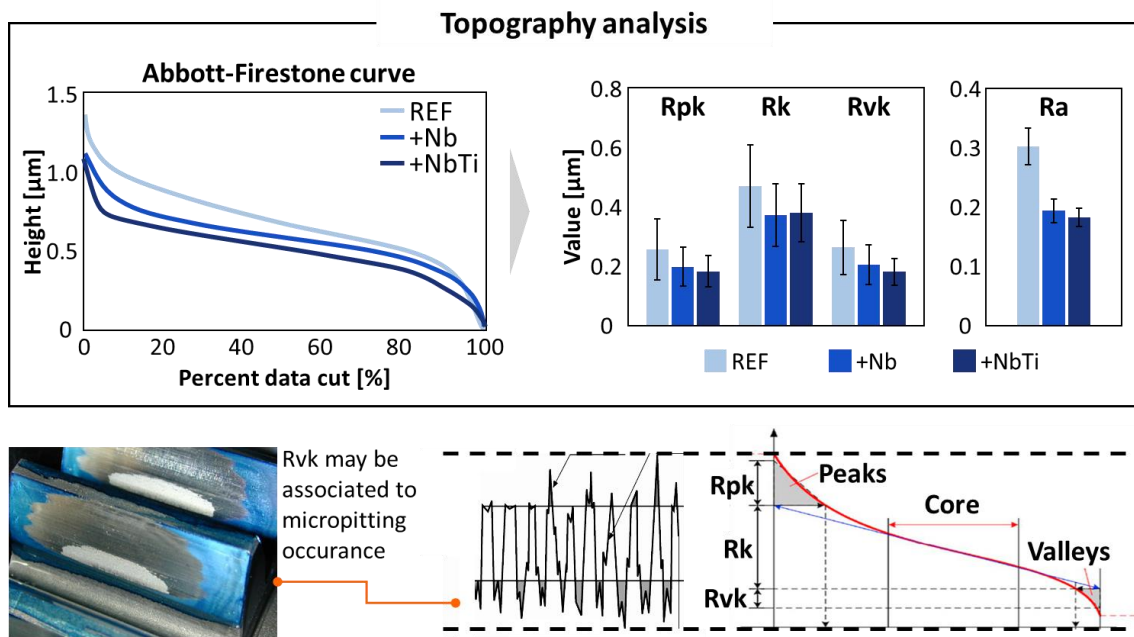 Topography analysis
Abbott-Firestone curve
1.5
1.0
0.5
0
Height [µm]
REF
+Nb
+NbTi
0 20 40 60 80 100
Percent data cut [%]
0.8
0.6
0.4
0.2
0
Value [µm]
Rpk Rk Rvk
0.4
0.3
0.2
0.1
0
Ra
REF +Nb +NbTi
Rvk may be
associated to
micropitting
occurance
Rpk
Rk
Rvk
Peaks
Core
Valleys